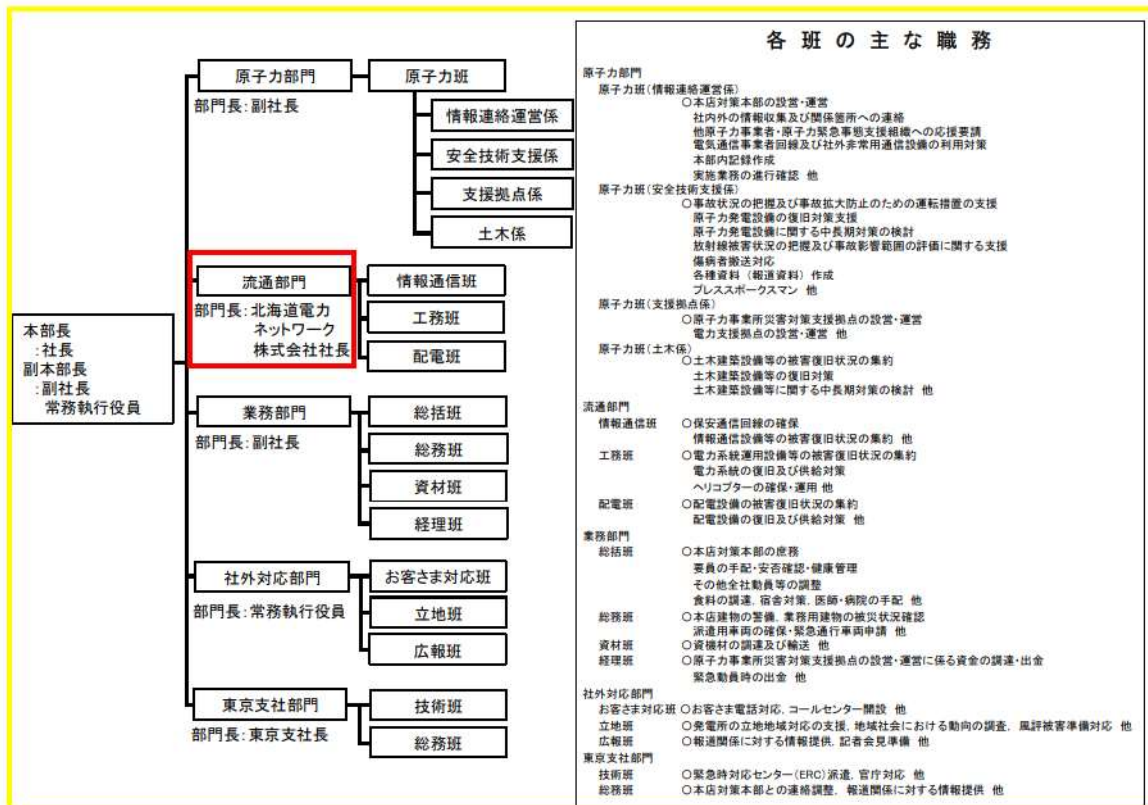 本部長
:社長
副本部長
:副社長
常務執行役員
原子力部門
部門長:副社長
原子力班
情報連絡運営係
安全技術支援係
支援拠点係
土木係
流通部門
部門長:北海道電力
ネットワーク
株式会社社長
情報通信班
工務班
配電班
業務部門
部門長:副社長
総括班
総務班
資材班
経理班
社外対応部門
部門長:常務執行役員
お客さま対応班
立地班
広報班
東京支社部門
部門長:東京支社長
技術班
総務班
各 班 の 主 な 職 務
原子力部門
原子力班(情報連絡運営係)
○本店対策本部の設営・運営
社内外の情報収集及び関係箇所への連絡
他原子力事業者・原子力緊急事態支援組織への応援要請
電気通信事業者回線及び社外非常用通信設備の利用対策
本部内記録作成
実施業務の進行確認 他
原子力班(安全技術支援係)
○事故状況の把握及び事故拡大防止のための運転措置の支援
原子力発電設備の復旧対策支援
原子力発電設備に関する中長期対策の検討
放射線被害状況の把握及び事故影響範囲の評価に関する支援
傷病者搬送対応
各種資料(報道資料)作成
プレススポークスマン 他
原子力班(支援拠点係)
○原子力事業所災害対策支援拠点の設営・運営
電力支援拠点の設営・運営 他
原子力班(土木係)
○土木建築設備等の被害復旧状況の集約
土木建築設備等の復旧対策
土木建築設備等に関する中長期対策の検討 他
流通部門
情報通信班 ○保安通信回線の確保
情報通信設備等の被害復旧状況の集約 他
工務班 ○電力系統運用設備等の被害復旧状況の集約
電力系統の復旧及び供給対策
ヘリコプターの確保・運用 他
配電班 ○配電設備の被害復旧状況の集約
配電設備の復旧及び供給対策 他
業務部門
総括班 ○本店対策本部の庶務
要員の手配・安否確認・健康管理
その他全社動員等の調整
食料の調達、宿舎対策、医師・病院の手配 他
総務班 ○本店建物の警備、業務用建物の被災状況確認
派遣用車両の確保・緊急通行車両申請 他
資材班 ○資機材の調達及び輸送 他
経理班 ○原子力事業所災害対策支援拠点の設営・運営に係る資金の調達・出金
緊急動員時の出金 他
社外対応部門
お客さま対応班 ○お客さま電話対応、コールセンター開設 他
立地班 ○発電所の立地地域対応の支援、地域社会における動向の調査、風評被害準備対応 他
広報班 ○報道関係に対する情報提供、記者会見準備 他
東京支社部門
技術班 ○緊急時対応センター(ERC)派遣、官庁対応 他
総務班 ○本店対策本部との連絡調整、報道関係に対する情報提供 他